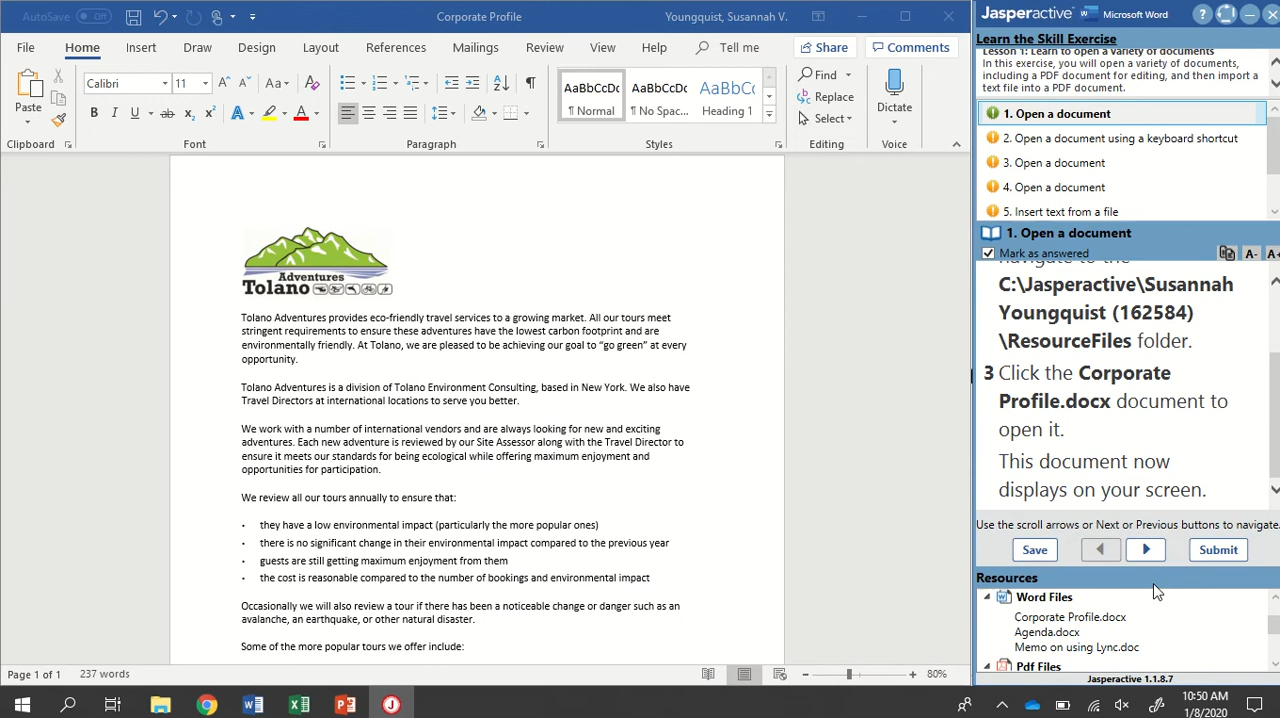 AutoSave Off
Corporate Profile
Youngquist, Susannah V.
File Home Insert Draw Design Layout References Mailings Review View Help Tell me Share Comments
Paste
Calibri 11 Aa
B I U ab x₂ x² A A
AaBbCcDc AaBbCcDc AaBbCc
¶ Normal ¶ No Spac... Heading 1
Find
Replace
Select
Dictate
Clipboard Font Paragraph Styles Editing Voice
Adventures
Tolano
Tolano Adventures provides eco-friendly travel services to a growing market. All our tours meet
stringent requirements to ensure these adventures have the lowest carbon footprint and are
environmentally friendly. At Tolano, we are pleased to be achieving our goal to “go green” at every
opportunity.
Tolano Adventures is a division of Tolano Environment Consulting, based in New York. We also have
Travel Directors at international locations to serve you better.
We work with a number of international vendors and are always looking for new and exciting
adventures. Each new adventure is reviewed by our Site Assessor along with the Travel Director to
ensure it meets our standards for being ecological while offering maximum enjoyment and
opportunities for participation.
We review all our tours annually to ensure that:
• they have a low environmental impact (particularly the more popular ones)
• there is no significant change in their environmental impact compared to the previous year
• guests are still getting maximum enjoyment from them
• the cost is reasonable compared to the number of bookings and environmental impact
Occasionally we will also review a tour if there has been a noticeable change or danger such as an
avalanche, an earthquake, or other natural disaster.
Some of the more popular tours we offer include:
Page 1 of 1 237 words
80%
Jasperactive Microsoft Word
Learn the Skill Exercise
Lesson 1: Learn to open a variety of documents
In this exercise, you will open a variety of documents,
including a PDF document for editing, and then import a
text file into a PDF document.
1. Open a document
2. Open a document using a keyboard shortcut
3. Open a document
4. Open a document
5. Insert text from a file
1. Open a document
Mark as answered
A- A+
navigate to the
C:\Jasperactive\Susannah
Youngquist (162584)
\ResourceFiles folder.
3 Click the Corporate
Profile.docx document to
open it.
This document now
displays on your screen.
Use the scroll arrows or Next or Previous buttons to navigate.
Save Submit
Resources
Word Files
Corporate Profile.docx
Agenda.docx
Memo on using Lync.doc
Pdf Files
Jasperactive 1.1.8.7
10:50 AM
1/8/2020